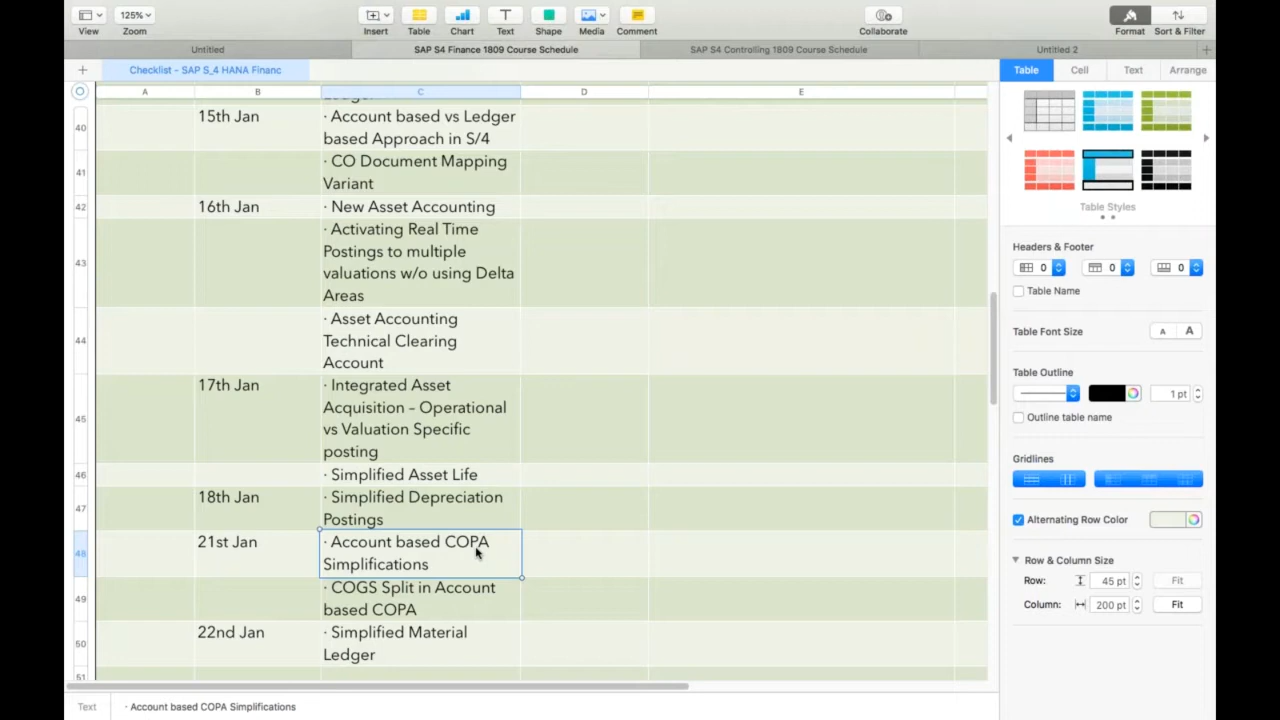 125%
View
Zoom
Insert
Table
Chart
Text
Shape
Media
Comment
Collaborate
Format
Sort & Filter
Untitled
SAP S4 Finance 1809 Course Schedule
SAP S4 Controlling 1809 Course Schedule
Untitled 2
Checklist - SAP S_4 HANA Financ
Table
Cell
Text
Arrange
A
B
C
D
E
Ledger.
40
15th Jan
· Account based vs Ledger
based Approach in S/4
41
· CO Document Mapping
Variant
42
16th Jan
· New Asset Accounting
43
· Activating Real Time
Postings to multiple
valuations w/o using Delta
Areas
44
· Asset Accounting
Technical Clearing
Account
45
17th Jan
· Integrated Asset
Acquisition – Operational
vs Valuation Specific
posting
46
· Simplified Asset Life
47
18th Jan
· Simplified Depreciation
Postings
48
21st Jan
· Account based COPA
Simplifications
49
· COGS Split in Account
based COPA
50
22nd Jan
· Simplified Material
Ledger
51
Table Styles
Headers & Footer
0
0
0
Table Name
Table Font Size
A
A
Table Outline
1 pt
Outline table name
Gridlines
Alternating Row Color
Row & Column Size
Row:
45 pt
Fit
Column:
200 pt
Fit
Text
· Account based COPA Simplifications